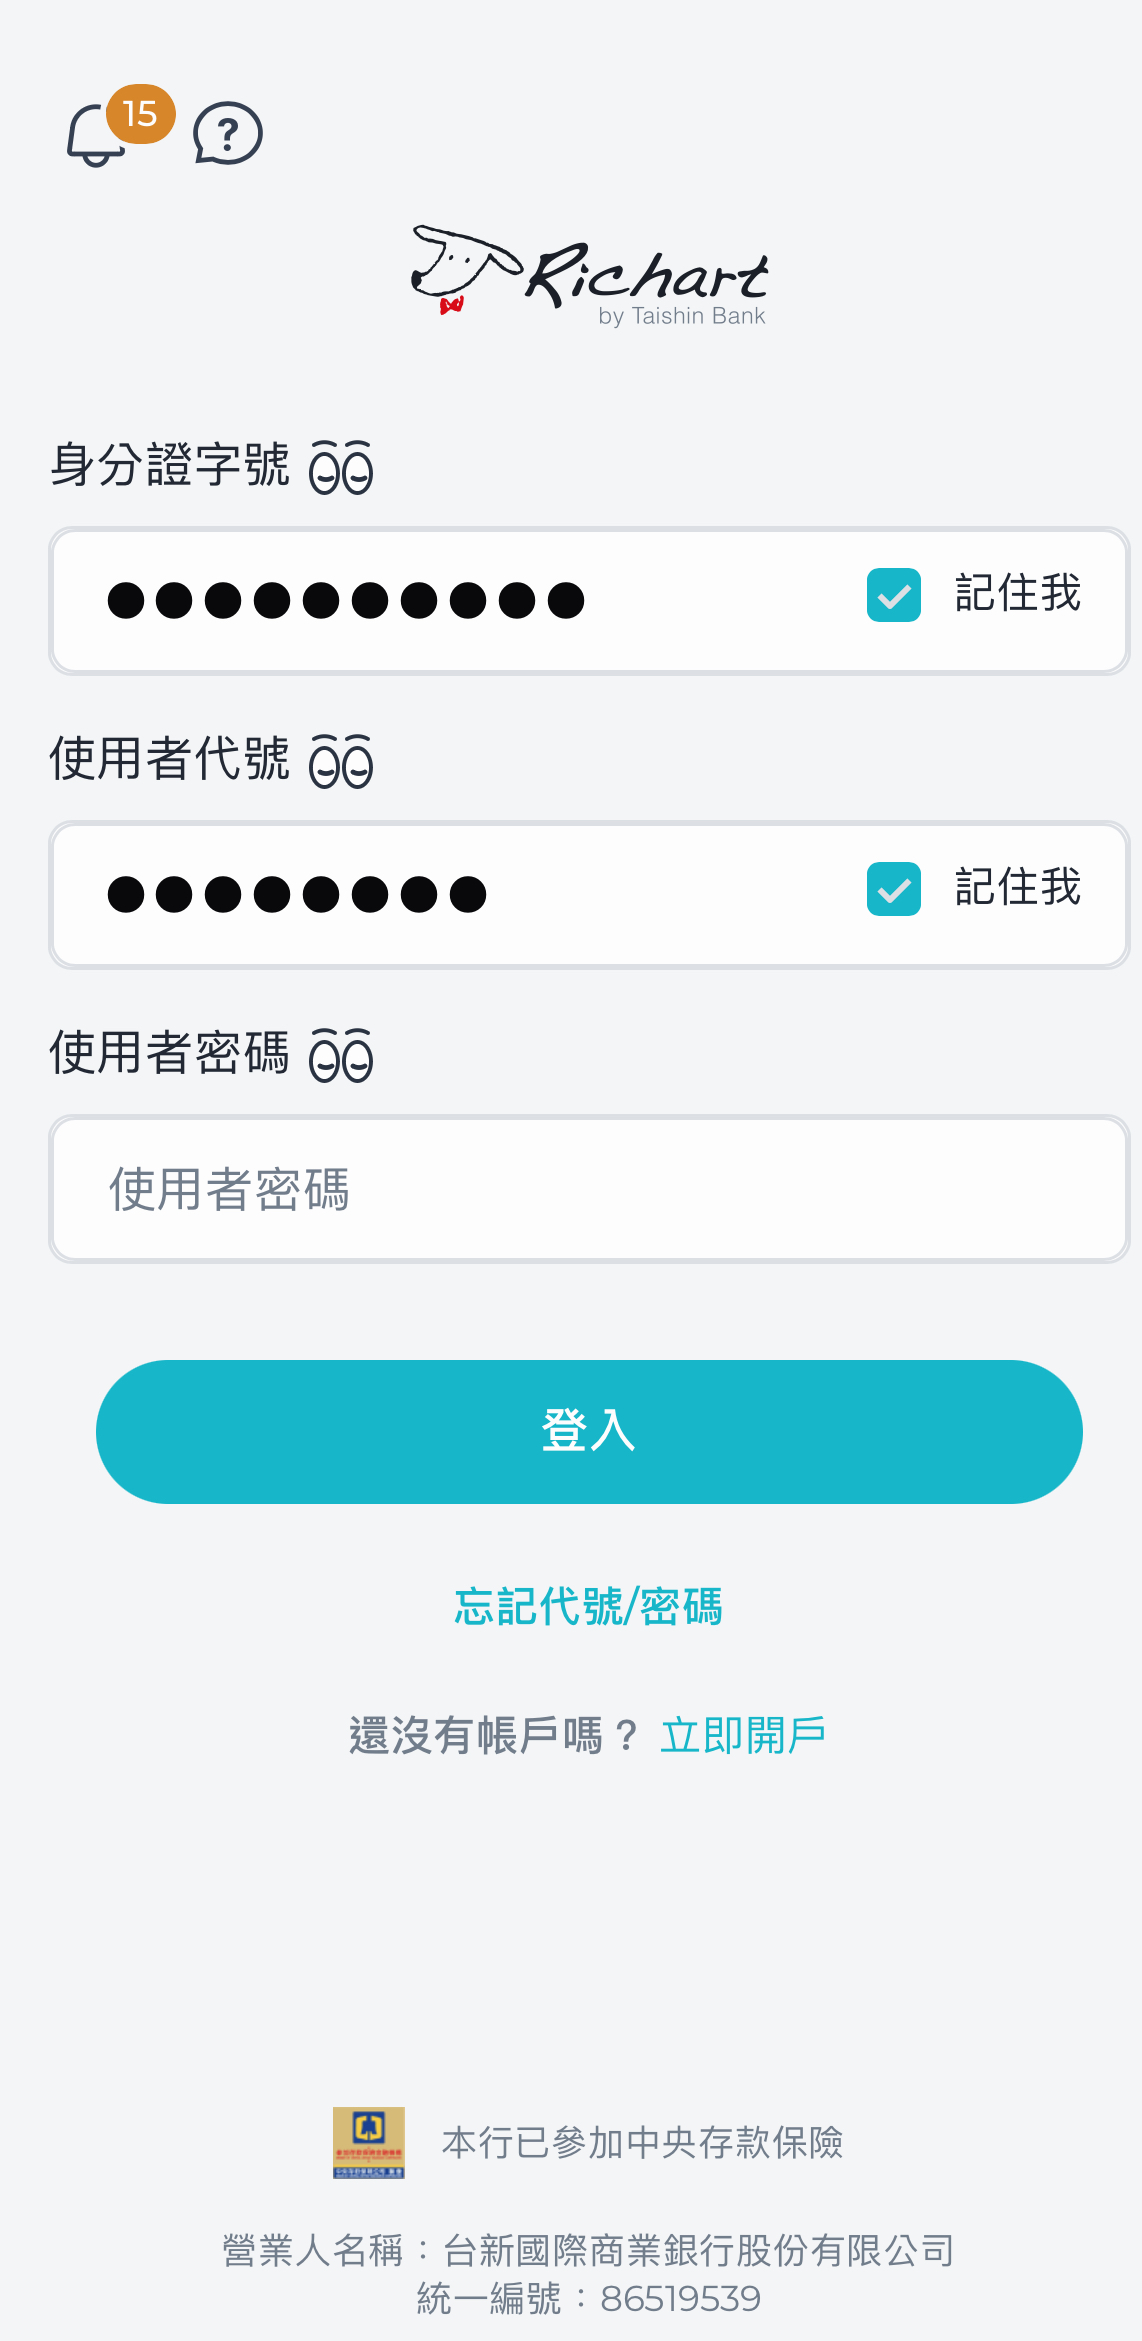 15
?
Richart
by Taishin Bank
身分證字號
●●●●●●●●●● 記住我
使用者代號
●●●●●●●● 記住我
使用者密碼
使用者密碼
登入
忘記代號/密碼
還沒有帳戶嗎？ 立即開戶
本行已參加中央存款保險
營業人名稱：台新國際商業銀行股份有限公司
統一編號：86519539